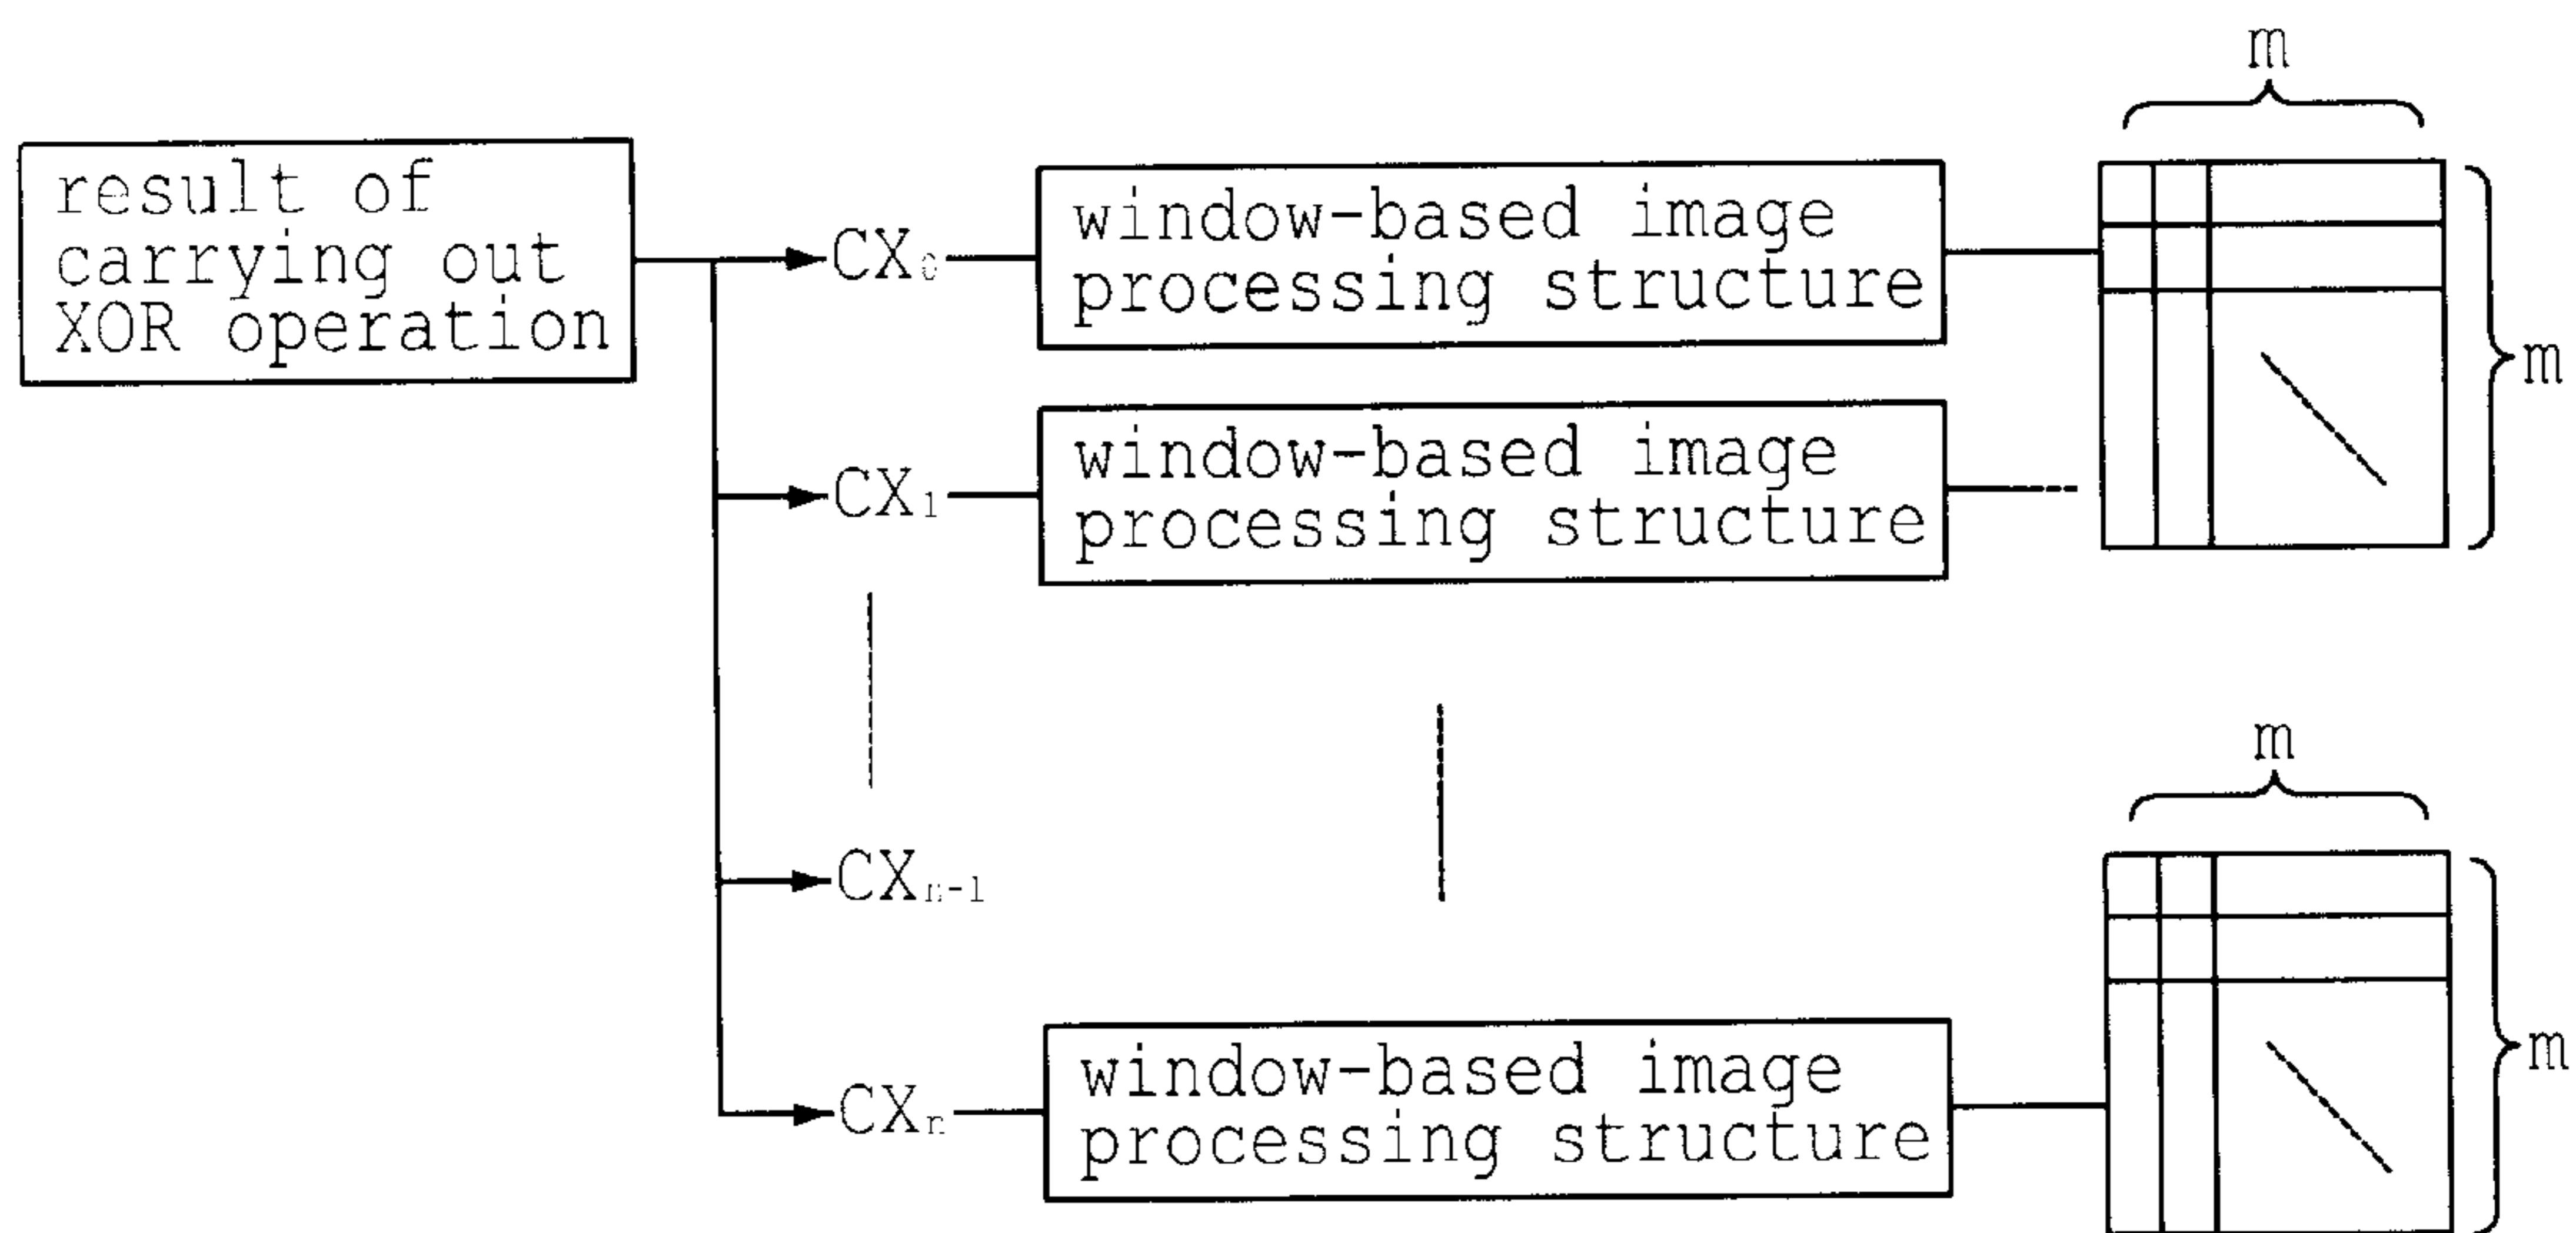 m
result of
carrying out
XOR operation
CX₀
window-based image
processing structure
m
CX₁
window-based image
processing structure
m
CXₙ₋₁
CXₙ
window-based image
processing structure
m